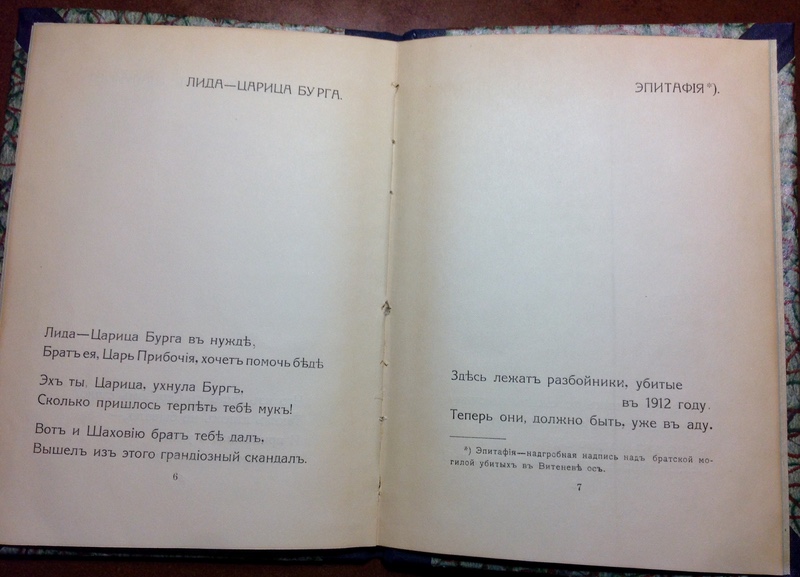 ЛИДА—ЦАРИЦА БУРГА.
Лида—Царица Бурга въ нуждѣ,
Братъ ея, Царь Прибочія, хочетъ помочь бѣдѣ
Эхъ ты. Царица, ухнула Бургъ,
Сколько пришлось терпѣть тебѣ мукъ!
Вотъ и Шаховію братъ тебѣ далъ,
Вышелъ изъ этого грандіозный скандалъ.
6
ЭПИТАФІЯ*).
Здѣсь лежатъ разбойники, убитые
въ 1912 году.
Теперь они, должно быть, уже въ аду.
*) Эпитафія—надгробная надпись надъ братской мо-
гилой убитыхъ въ Витеневѣ осъ.
7